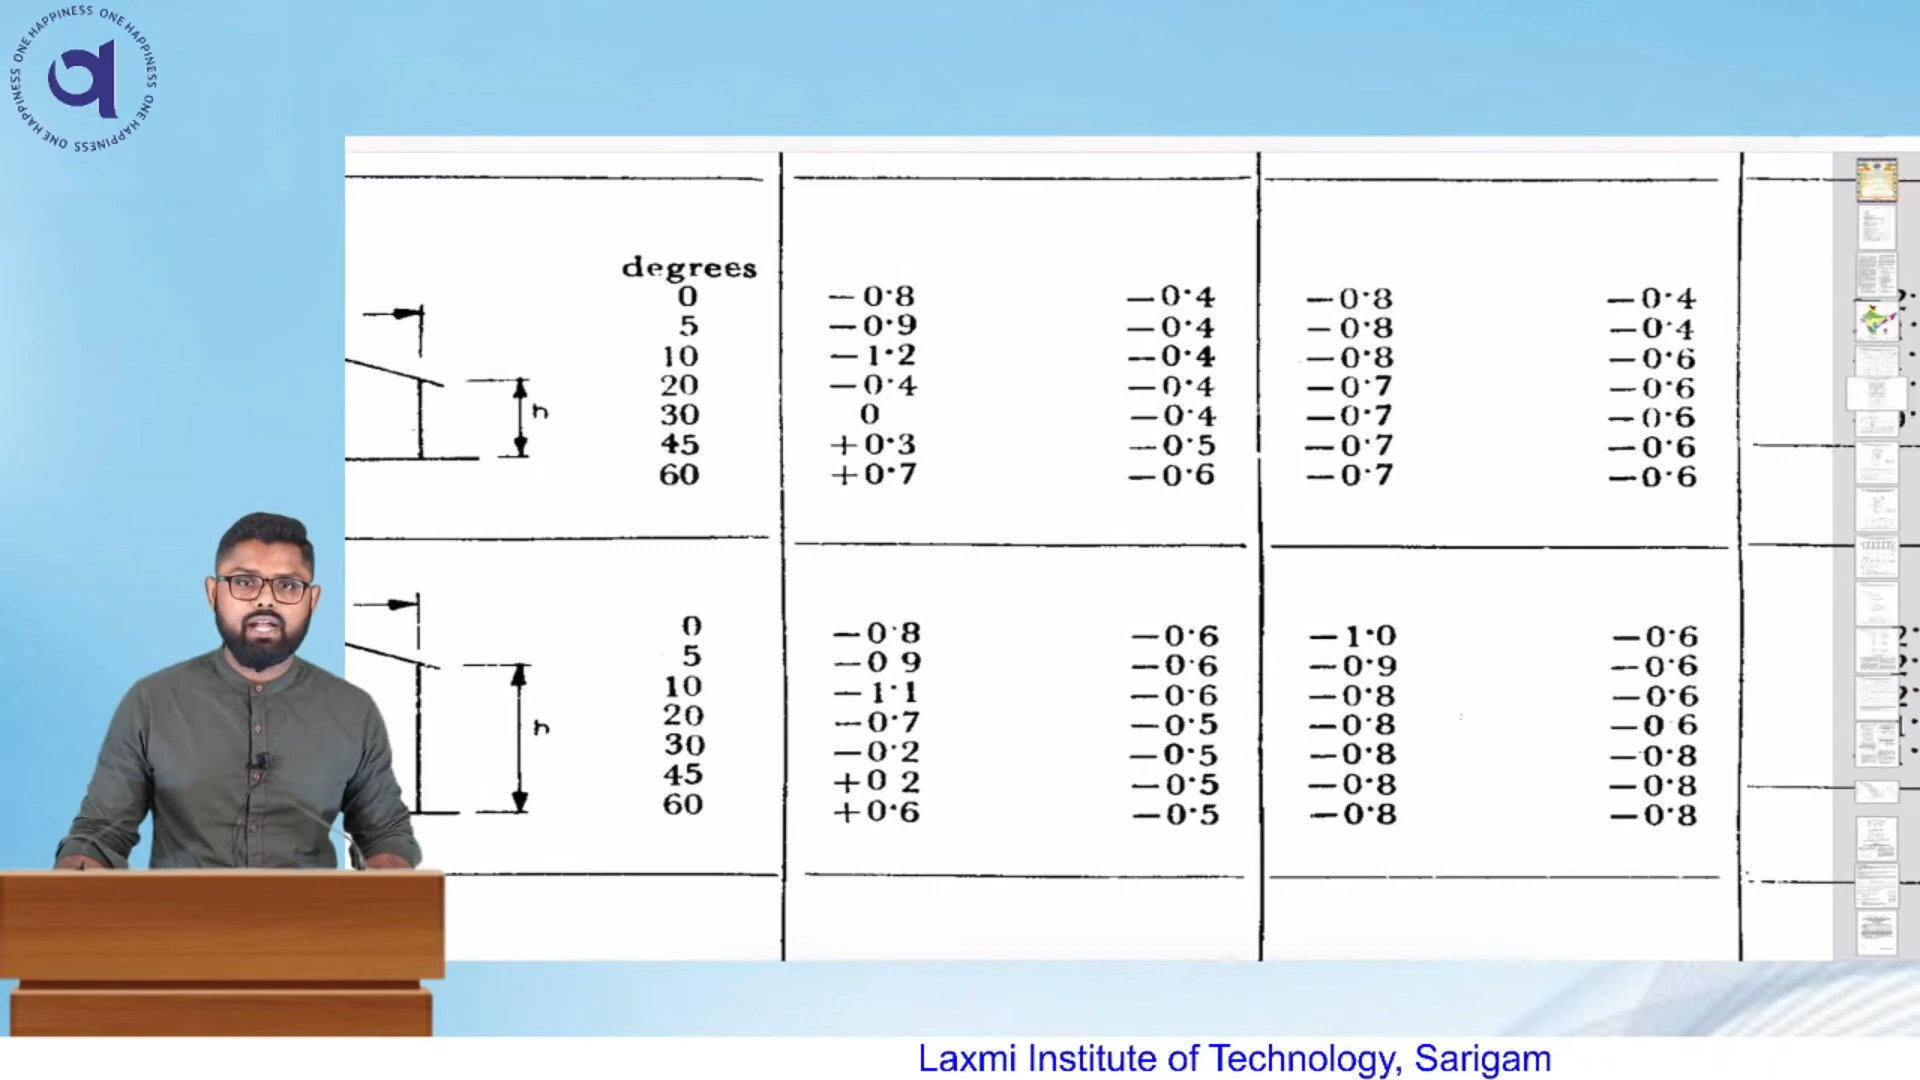 ONE HAPPINESS ONE HAPPINESS ONE HAPPINESS ONE HAPPINESS
degrees
0 −0·8 −0·4 −0·8 −0·4
5 −0·9 −0·4 −0·8 −0·4
10 −1·2 −0·4 −0·8 −0·6
20 −0·4 −0·4 −0·7 −0·6
30 0 −0·4 −0·7 −0·6
45 +0·3 −0·5 −0·7 −0·6
60 +0·7 −0·6 −0·7 −0·6
0 −0·8 −0·6 −1·0 −0·6
5 −0 9 −0·6 −0·9 −0·6
10 −1·1 −0·6 −0·8 −0·6
20 −0·7 −0·5 −0·8 −0·6
30 −0·2 −0·5 −0·8 −0·8
45 +0 2 −0·5 −0·8 −0·8
60 +0·6 −0·5 −0·8 −0·8
Laxmi Institute of Technology, Sarigam